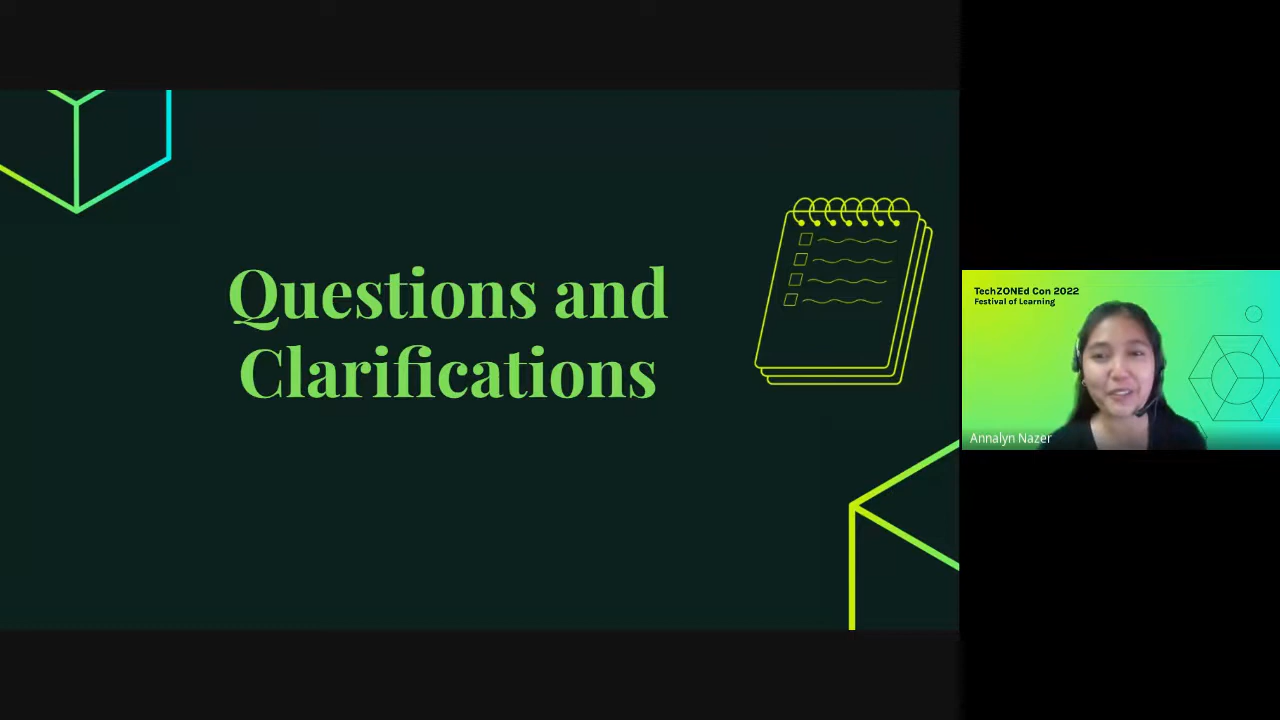 Questions and
Clarifications
TechZONEd Con 2022
Festival of Learning
Annalyn Nazer